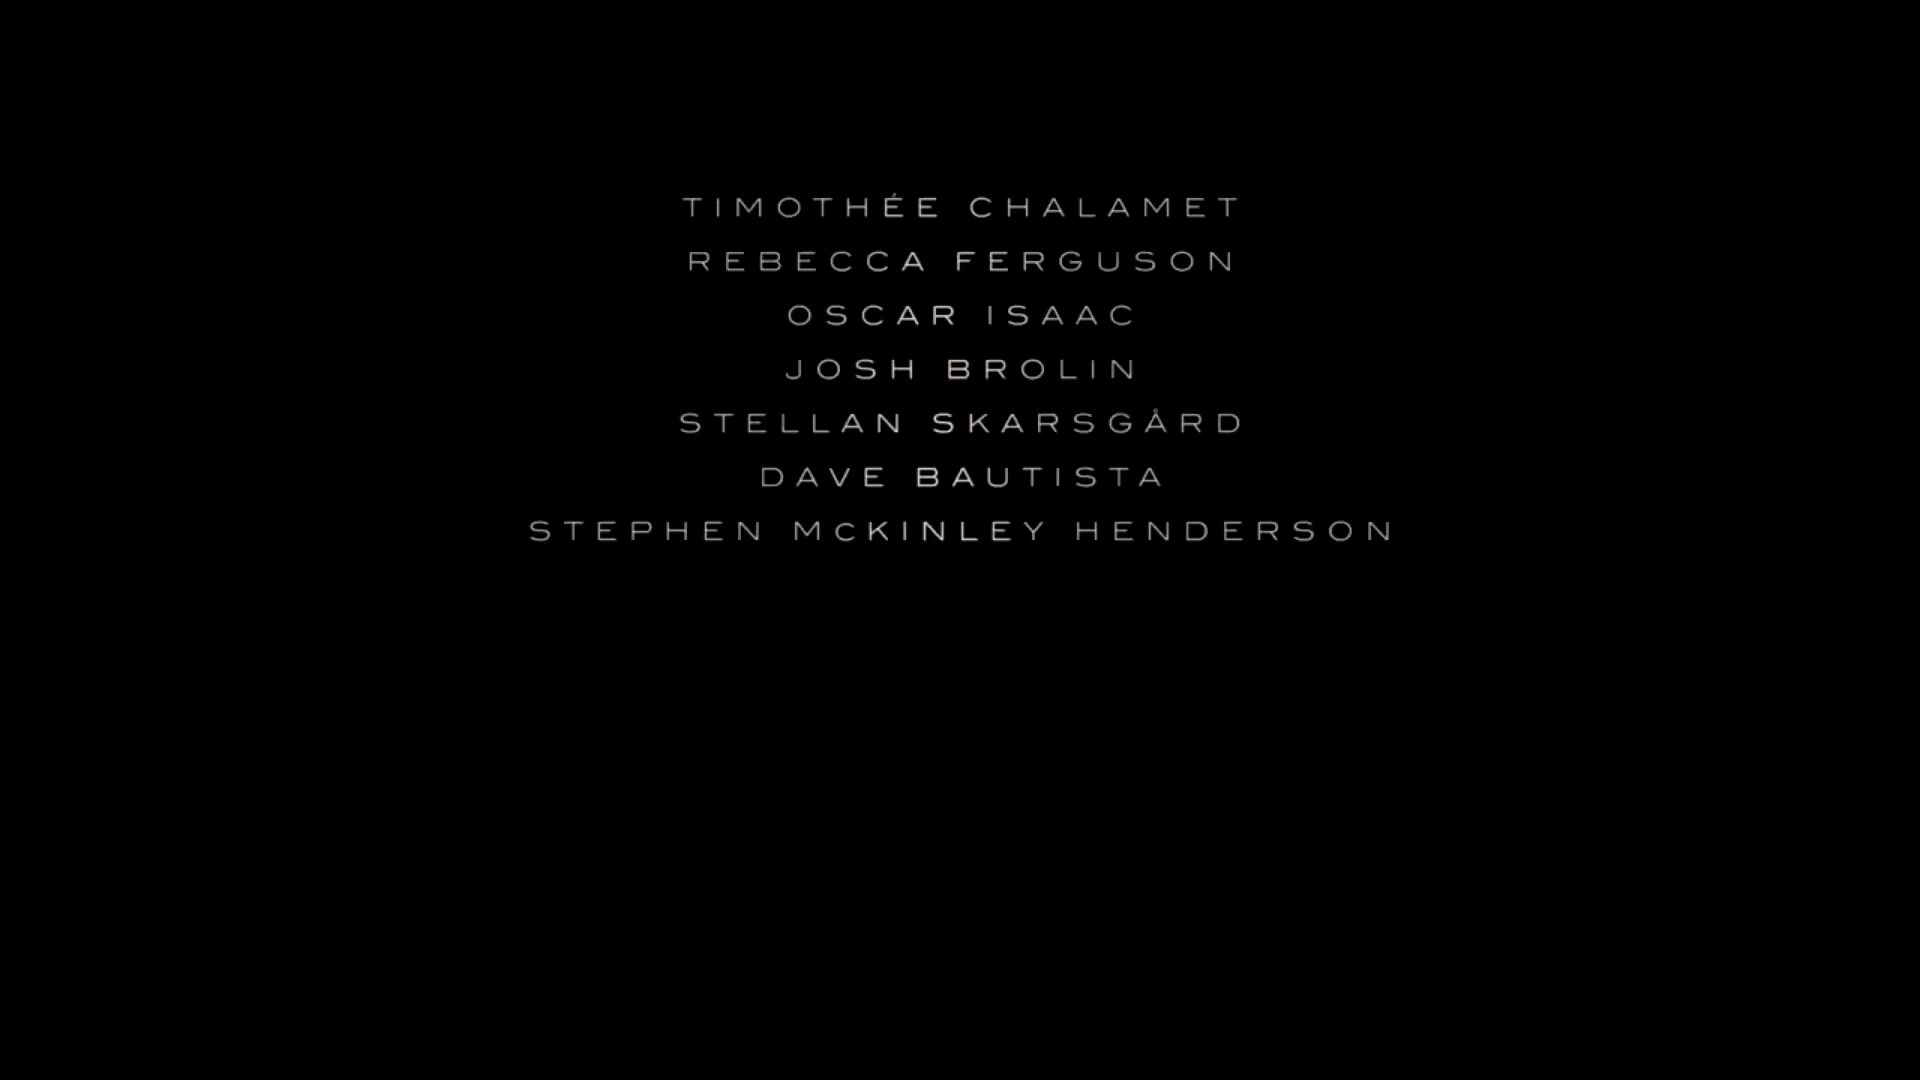 TIMOTHÉE CHALAMET
REBECCA FERGUSON
OSCAR ISAAC
JOSH BROLIN
STELLAN SKARSGÅRD
DAVE BAUTISTA
STEPHEN McKINLEY HENDERSON